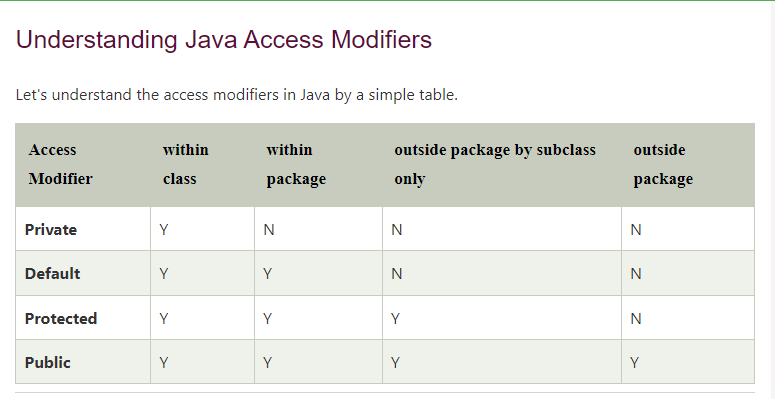 Understanding Java Access Modifiers
Let's understand the access modifiers in Java by a simple table.
Access Modifier within class within package outside package by subclass only outside package
Private Y N N N
Default Y Y N N
Protected Y Y Y N
Public Y Y Y Y